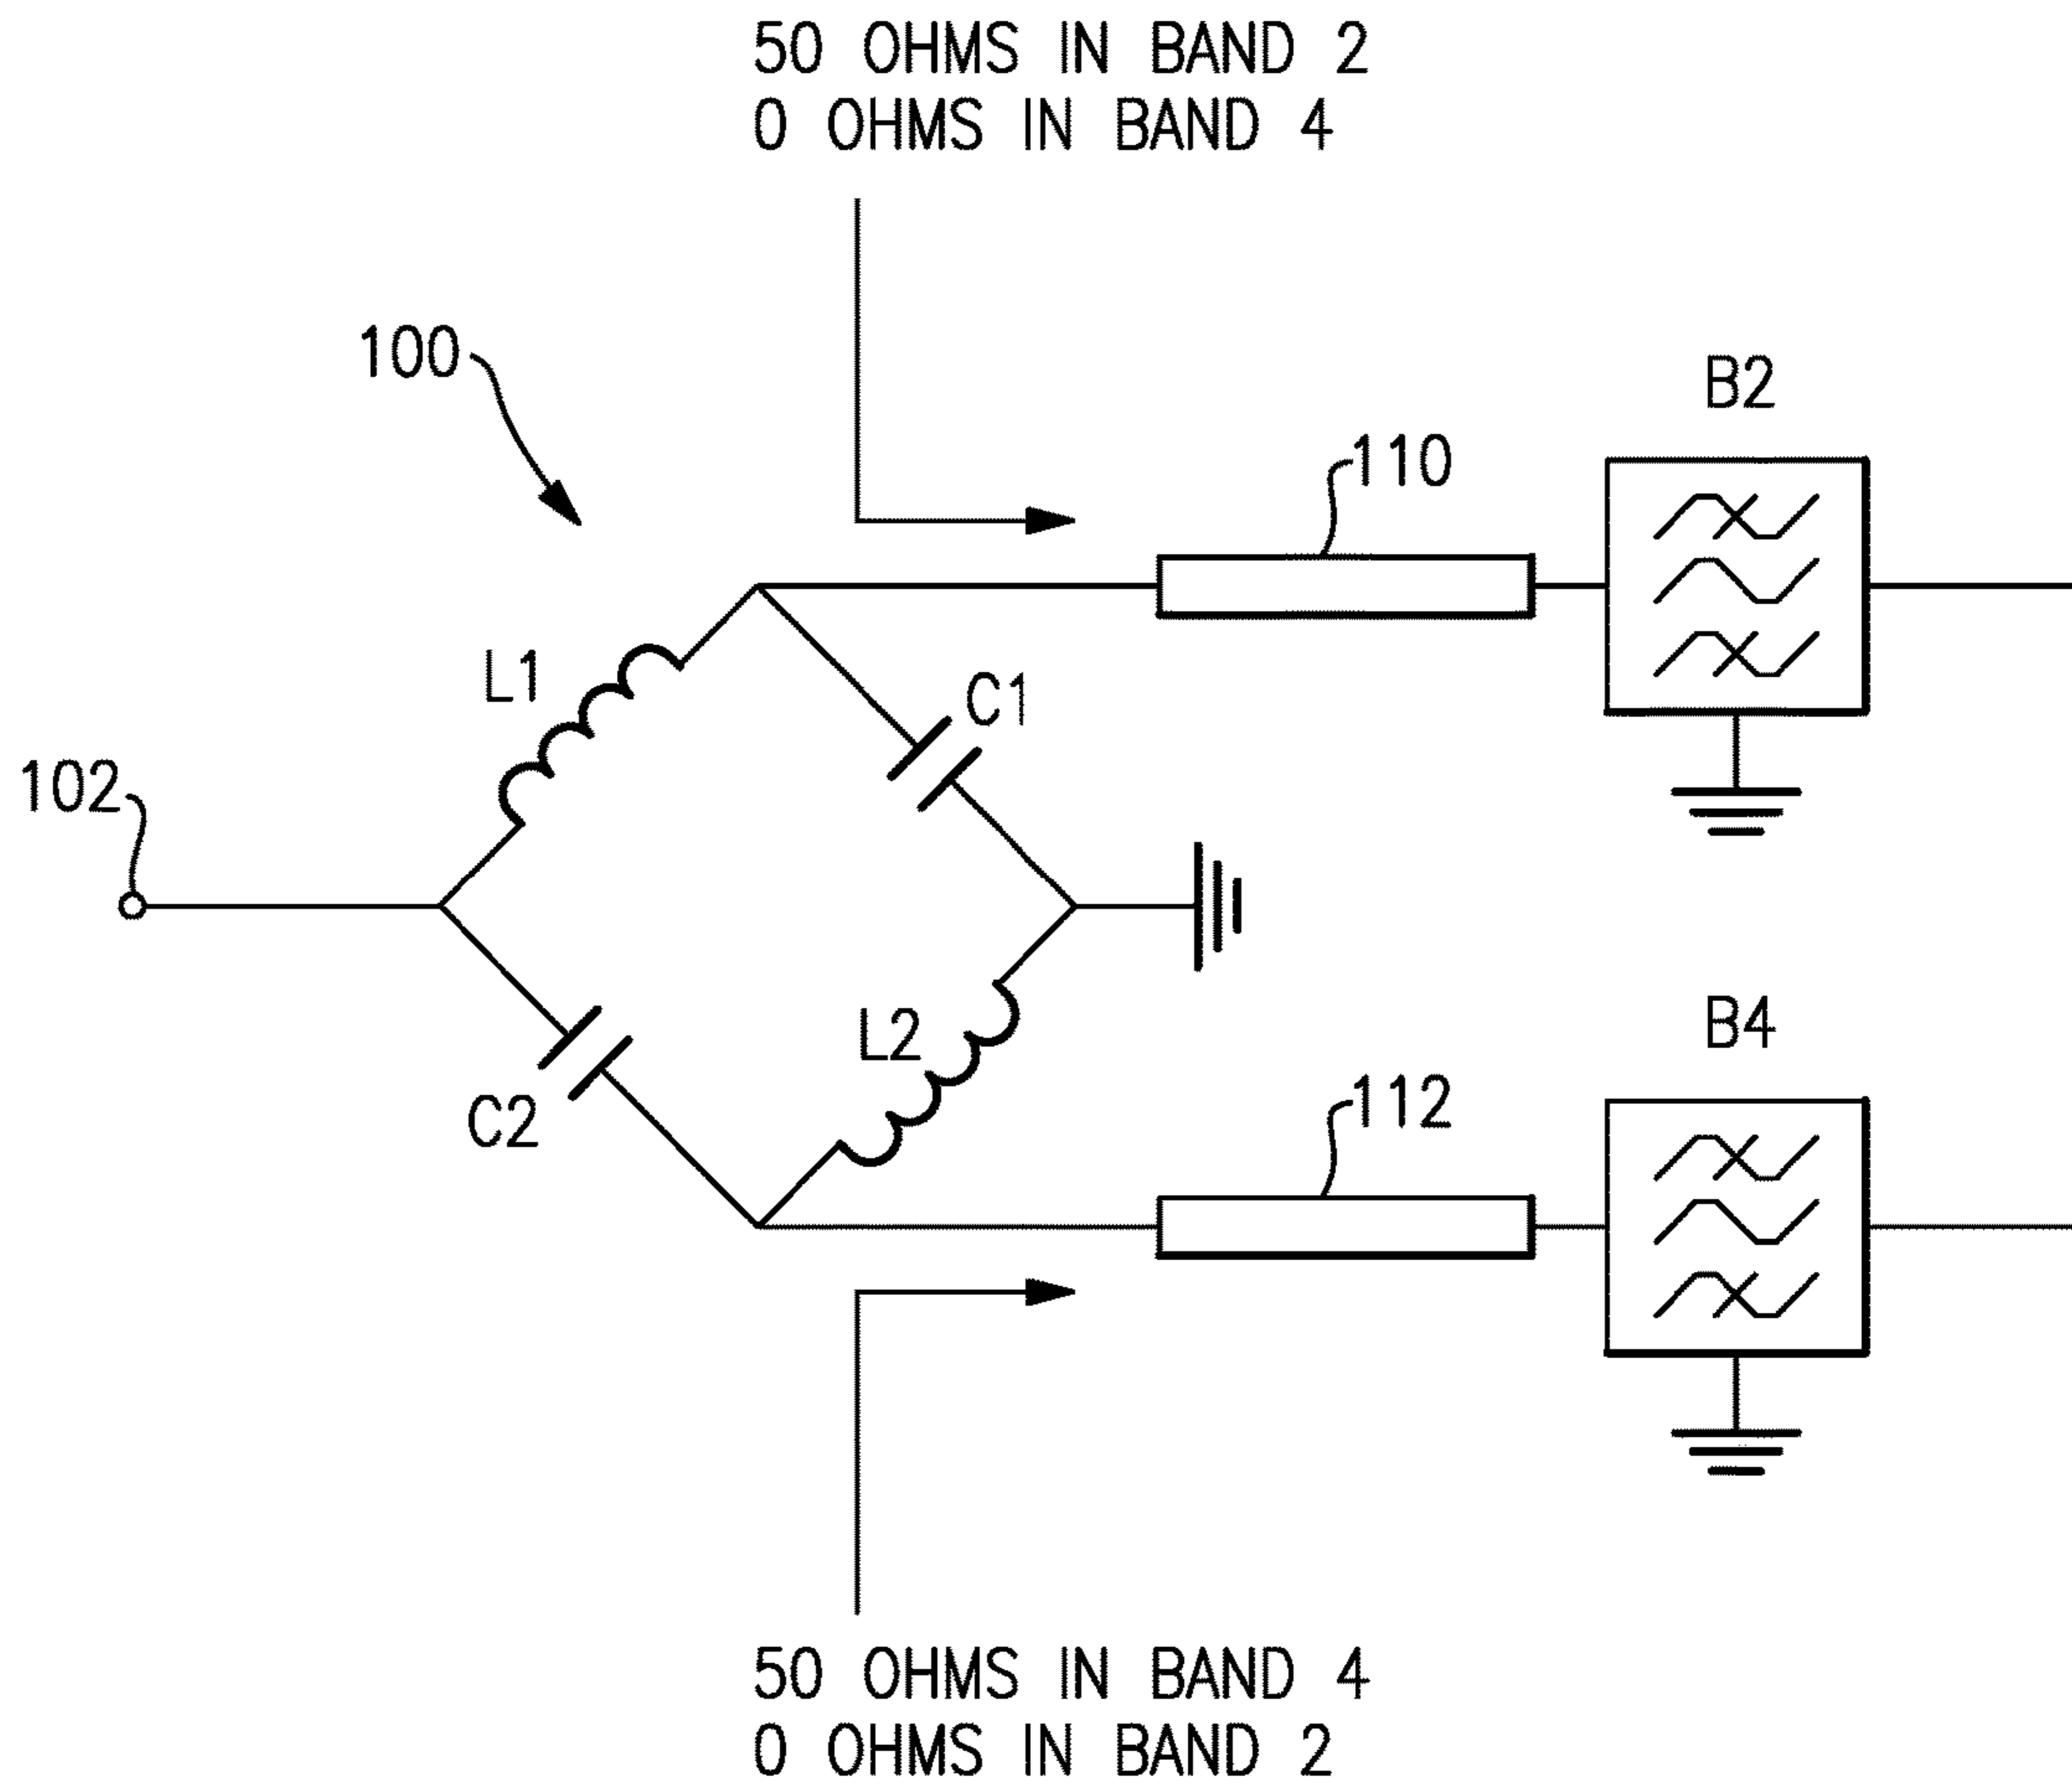 50 OHMS IN BAND 2
0 OHMS IN BAND 4
100
B2
110
L1
C1
102
L2
B4
C2
112
50 OHMS IN BAND 4
0 OHMS IN BAND 2